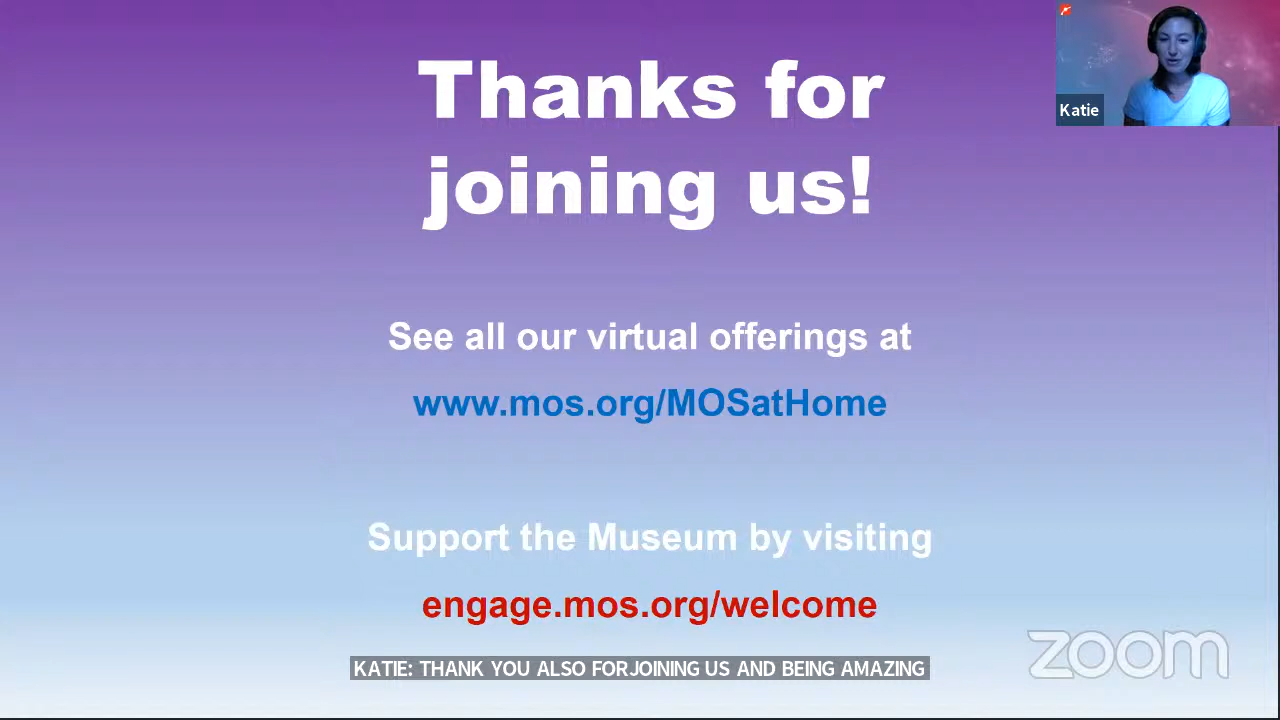 Thanks for
joining us!
Katie
See all our virtual offerings at
www.mos.org/MOSatHome
Support the Museum by visiting
engage.mos.org/welcome
zoom
KATIE: THANK YOU ALSO FORJOINING US AND BEING AMAZING